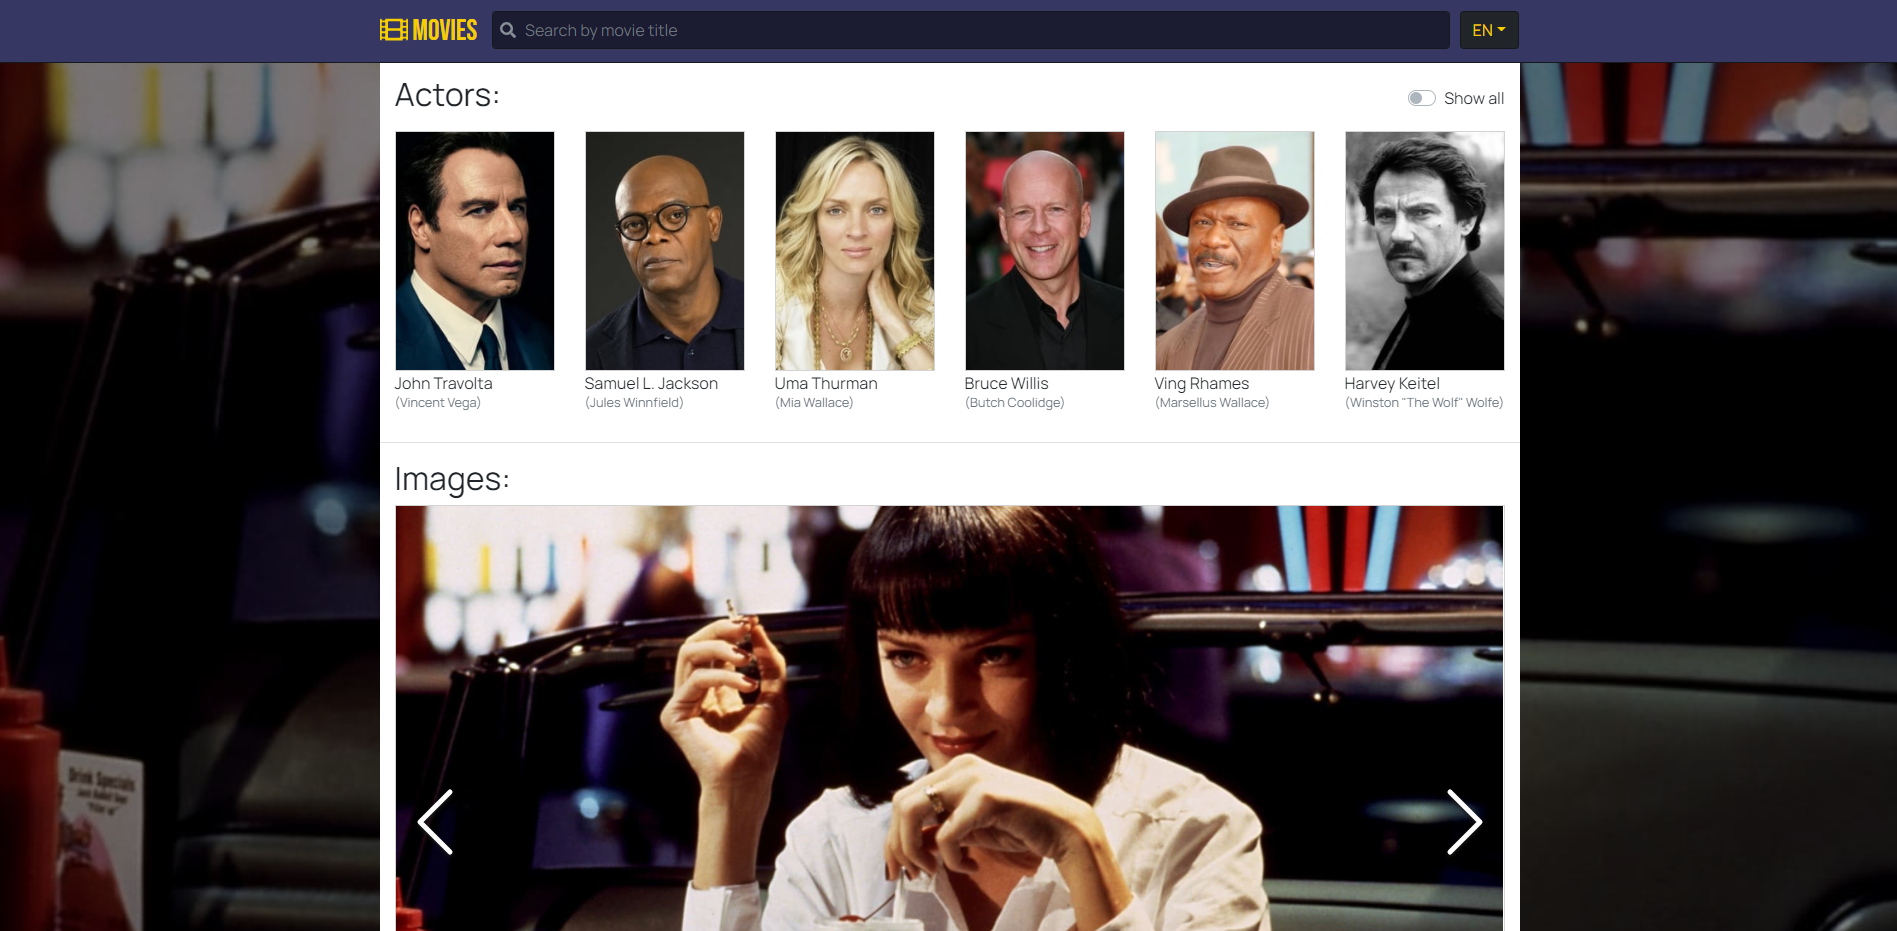 MOVIES
Search by movie title
EN
Actors:
Show all
John Travolta
(Vincent Vega)
Samuel L. Jackson
(Jules Winnfield)
Uma Thurman
(Mia Wallace)
Bruce Willis
(Butch Coolidge)
Ving Rhames
(Marsellus Wallace)
Harvey Keitel
(Winston "The Wolf" Wolfe)
Images:
Drink Specials